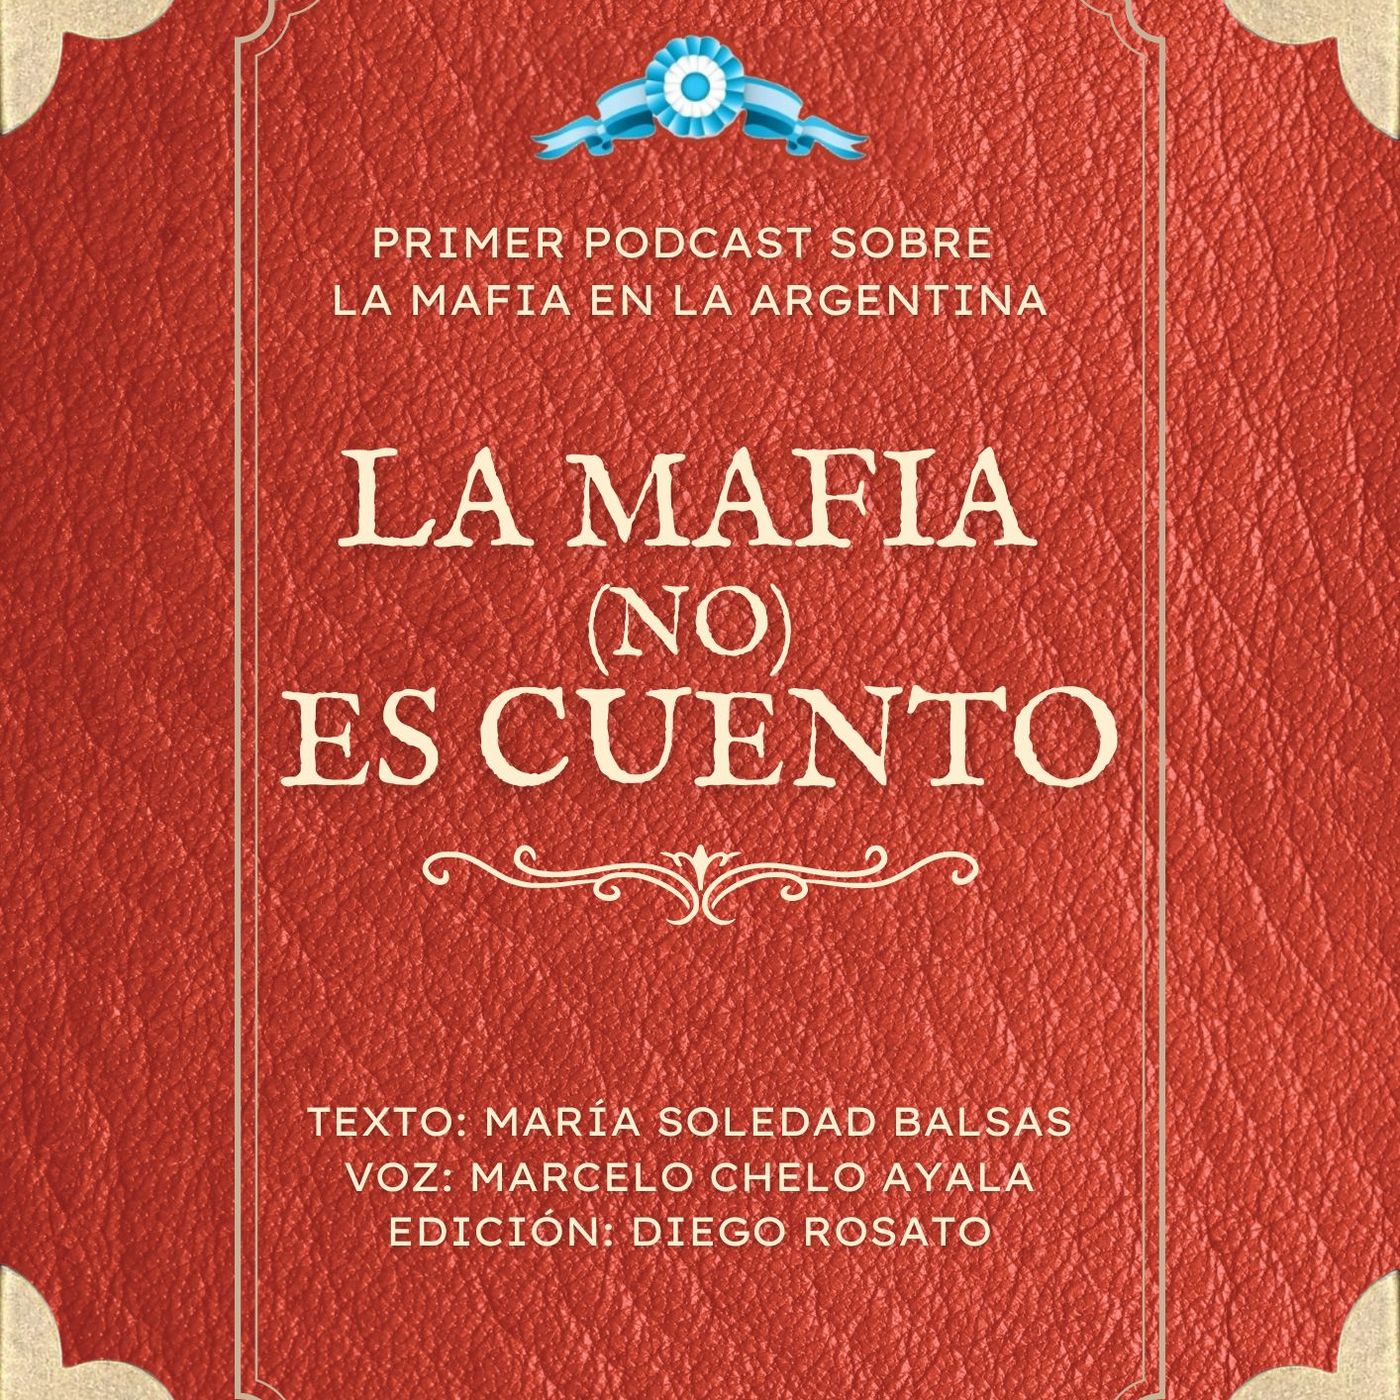 PRIMER PODCAST SOBRE
LA MAFIA EN LA ARGENTINA
LA MAFIA
(NO)
ES CUENTO
TEXTO: MARÍA SOLEDAD BALSAS
VOZ: MARCELO CHELO AYALA
EDICIÓN: DIEGO ROSATO